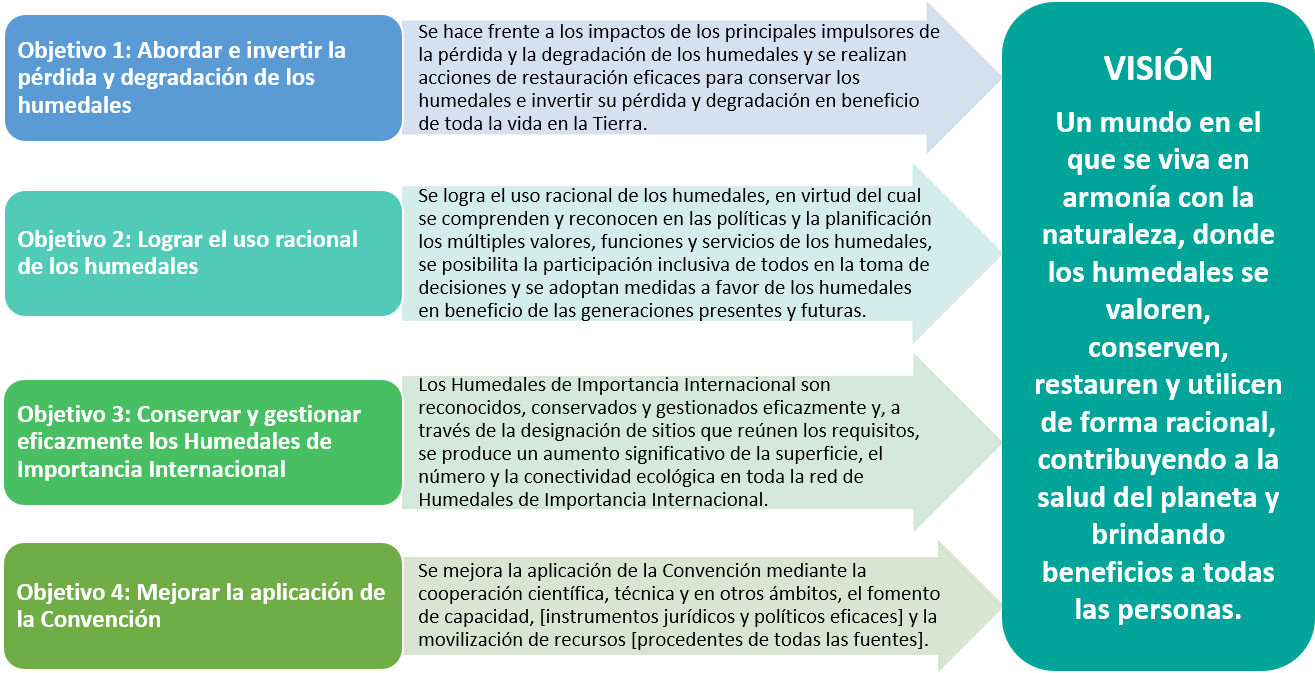 Objetivo 1: Abordar e invertir la
pérdida y degradación de los
humedales
Se hace frente a los impactos de los principales impulsores de
la pérdida y la degradación de los humedales y se realizan
acciones de restauración eficaces para conservar los
humedales e invertir su pérdida y degradación en beneficio
de toda la vida en la Tierra.
Objetivo 2: Lograr el uso racional
de los humedales
Se logra el uso racional de los humedales, en virtud del cual
se comprenden y reconocen en las políticas y la planificación
los múltiples valores, funciones y servicios de los humedales,
se posibilita la participación inclusiva de todos en la toma de
decisiones y se adoptan medidas a favor de los humedales
en beneficio de las generaciones presentes y futuras.
Objetivo 3: Conservar y gestionar
eficazmente los Humedales de
Importancia Internacional
Los Humedales de Importancia Internacional son
reconocidos, conservados y gestionados eficazmente y, a
través de la designación de sitios que reúnen los requisitos,
se produce un aumento significativo de la superficie, el
número y la conectividad ecológica en toda la red de
Humedales de Importancia Internacional.
Objetivo 4: Mejorar la aplicación de
la Convención
Se mejora la aplicación de la Convención mediante la
cooperación científica, técnica y en otros ámbitos, el fomento
de capacidad, [instrumentos jurídicos y políticos eficaces] y la
movilización de recursos [procedentes de todas las fuentes].
VISIÓN
Un mundo en el
que se viva en
armonía con la
naturaleza, donde
los humedales se
valoren,
conserven,
restauren y utilicen
de forma racional,
contribuyendo a la
salud del planeta y
brindando
beneficios a todas
las personas.